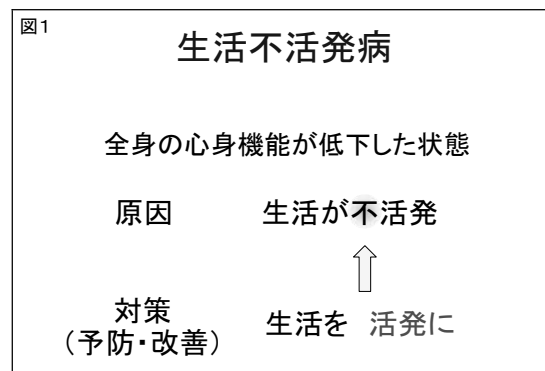 図1
生活不活発病
全身の心身機能が低下した状態
原因 生活が不活発
対策
(予防・改善)
生活を 活発に